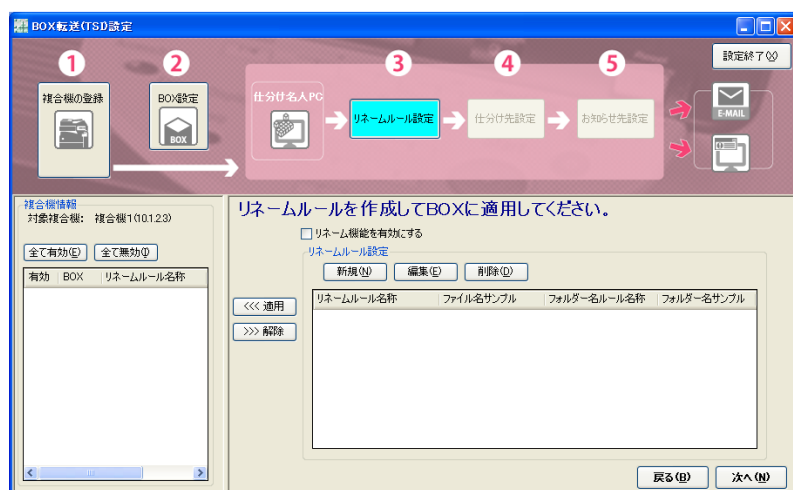 BOX転送(TSI)設定
1
2
3
4
5
設定終了(X)
複合機の登録
BOX設定
BOX
仕分け名人PC
リネームルール設定
仕分け先設定
お知らせ先設定
E-MAIL
複合機情報
対象複合機: 複合機1(10.1.2.3)
全て有効(E)
全て無効(I)
有効 BOX リネームルール名称
リネームルールを作成してBOXに適用してください。
リネーム機能を有効にする
リネームルール設定
新規(N) 編集(E) 削除(D)
リネームルール名称 ファイル名サンプル フォルダー名ルール名称 フォルダー名サンプル
<<< 適用
>>> 解除
戻る(B) 次へ(N)